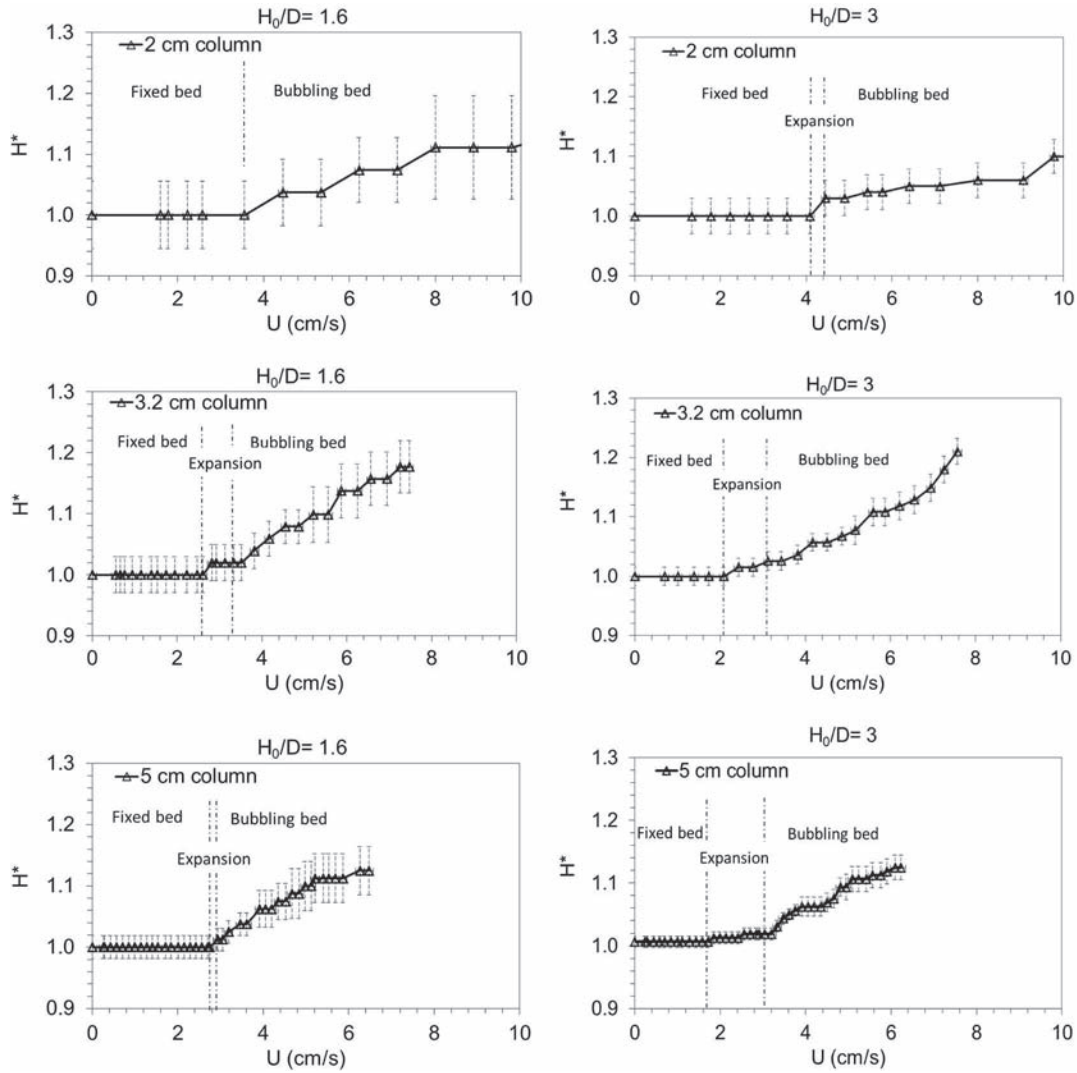 H₀/D= 1.6
1.3
2 cm column
Fixed bed
Bubbling bed
1.2
H*
1.1
1.0
0.9
0 2 4 6 8 10
U (cm/s)
H₀/D= 3
1.3
2 cm column
Fixed bed
Bubbling bed
1.2
Expansion
H*
1.1
1.0
0.9
0 2 4 6 8 10
U (cm/s)
H₀/D= 1.6
1.3
3.2 cm column
Fixed bed
Bubbling bed
1.2
Expansion
H*
1.1
1.0
0.9
0 2 4 6 8 10
U (cm/s)
H₀/D= 3
1.3
3.2 cm column
Fixed bed
Bubbling bed
1.2
Expansion
H*
1.1
1.0
0.9
0 2 4 6 8 10
U (cm/s)
H₀/D= 1.6
1.3
5 cm column
Fixed bed
Bubbling bed
1.2
Expansion
H*
1.1
1.0
0.9
0 2 4 6 8 10
U (cm/s)
H₀/D= 3
1.3
5 cm column
Fixed bed
Bubbling bed
1.2
Expansion
H*
1.1
1.0
0.9
0 2 4 6 8 10
U (cm/s)